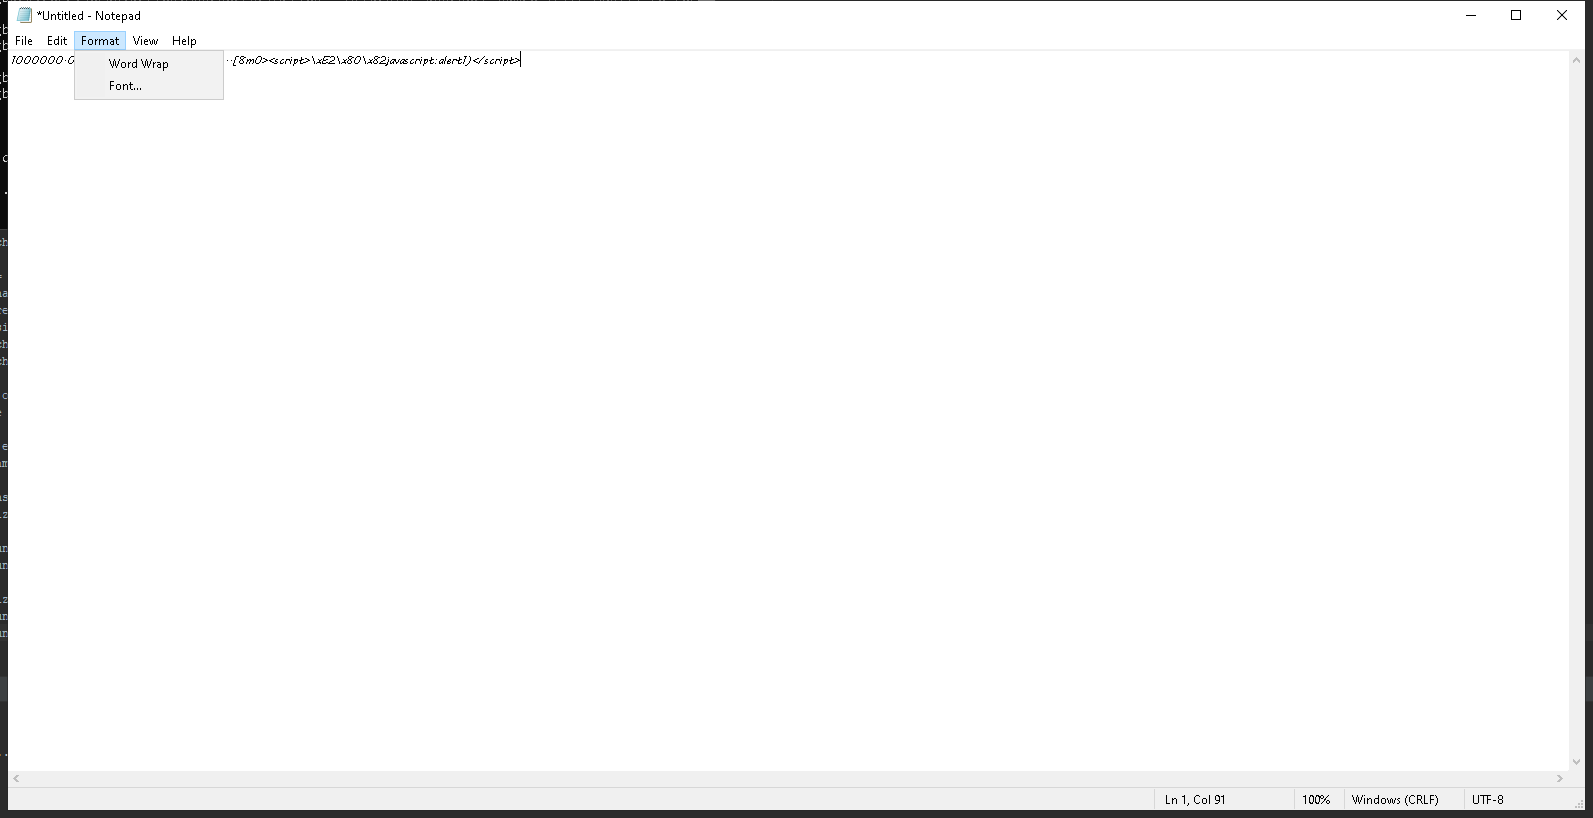 *Untitled - Notepad
File Edit Format View Help
1000000·0 ··[8m0><script>\xE2\x80\x82javascript:alert1)</script>
Word Wrap
Font...
Ln 1, Col 91 100% Windows (CRLF) UTF-8